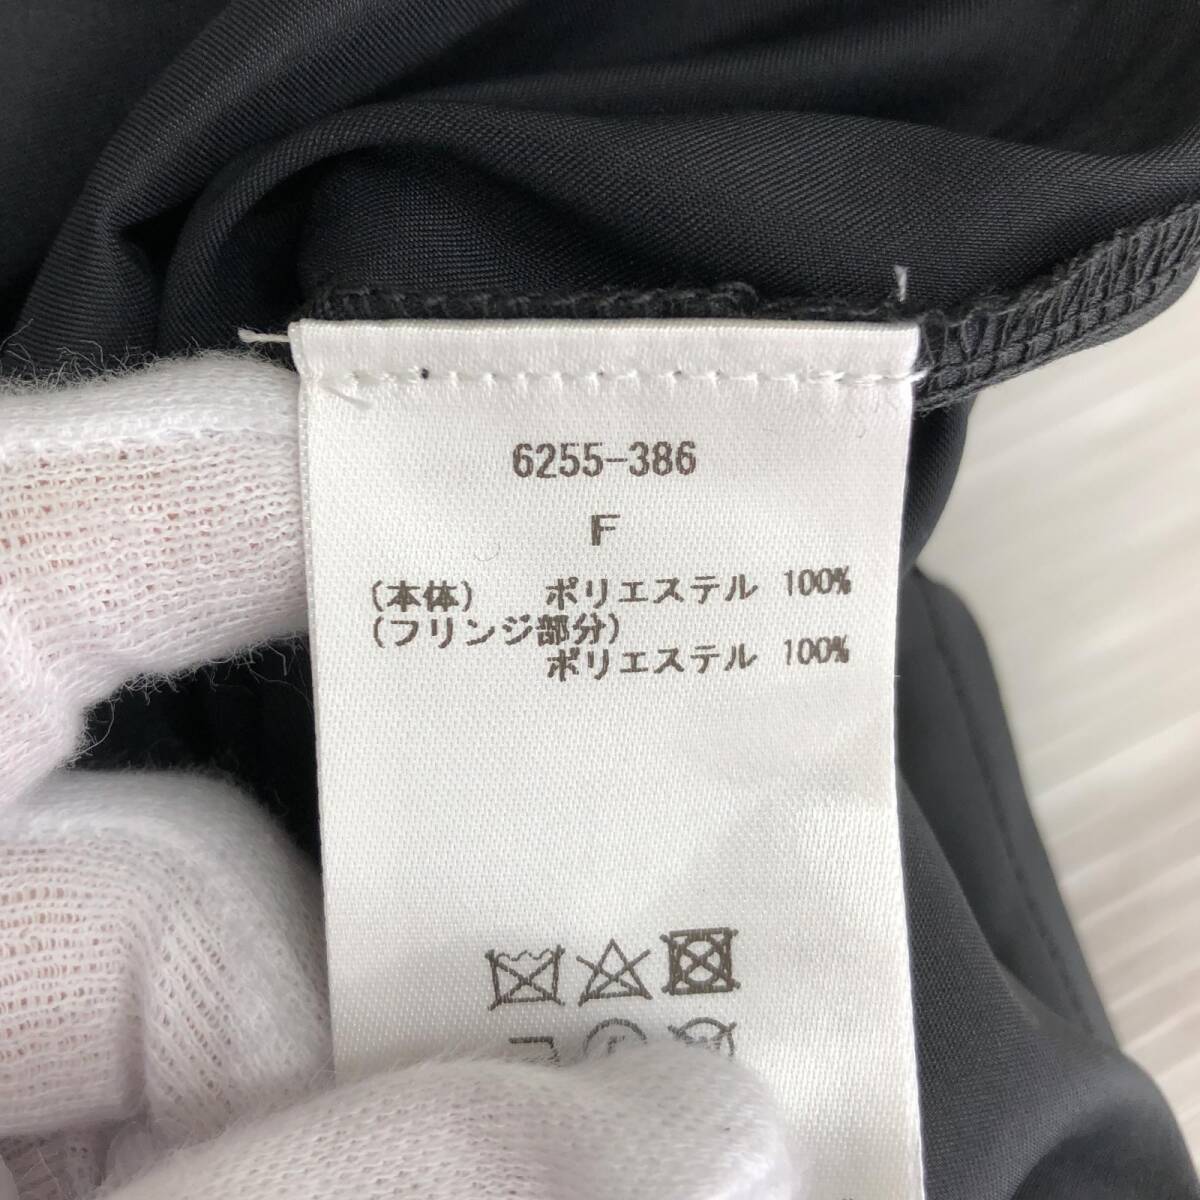 6255-386
F
(本体) ポリエステル 100%
(フリンジ部分)
ポリエステル 100%